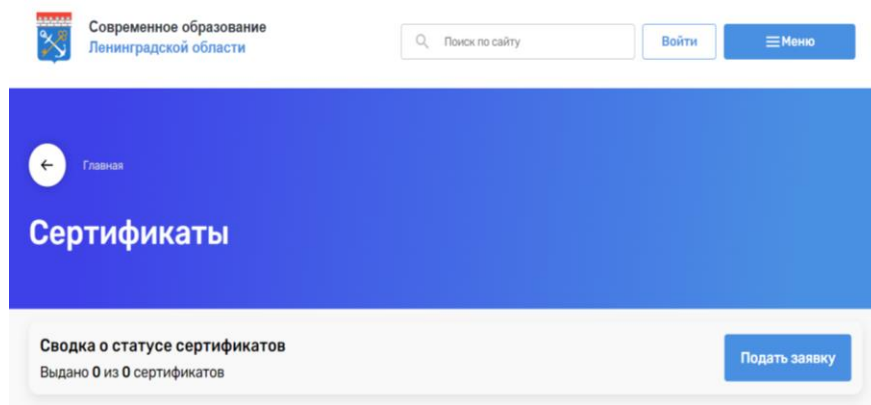 Современное образование
Ленинградской области
Поиск по сайту
Войти
Меню
Главная
Сертификаты
Сводка о статусе сертификатов
Выдано 0 из 0 сертификатов
Подать заявку